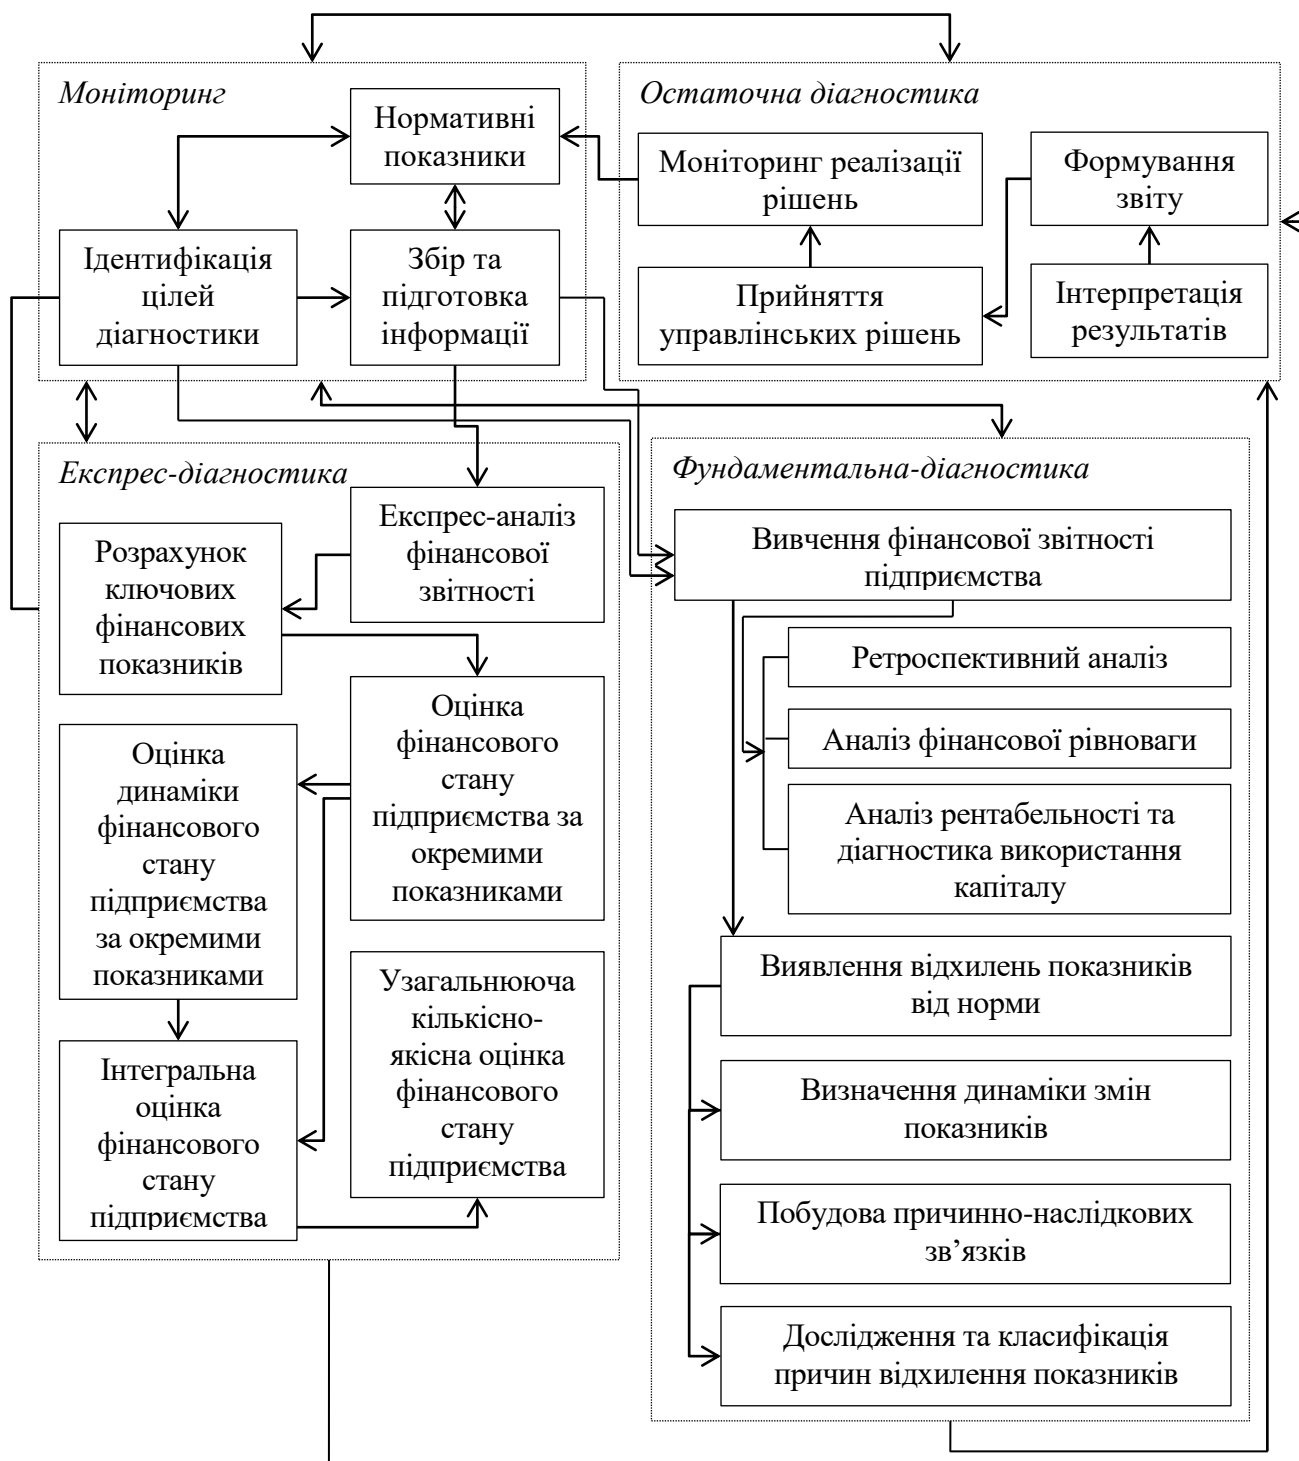 Моніторинг
Нормативні
показники
Ідентифікація
цілей
діагностики
Збір та
підготовка
інформації
Остаточна діагностика
Моніторинг реалізації
рішень
Формування
звіту
Прийняття
управлінських рішень
Інтерпретація
результатів
Експрес-діагностика
Експрес-аналіз
фінансової
звітності
Розрахунок
ключових
фінансових
показників
Оцінка
фінансового
стану
підприємства за
окремими
показниками
Оцінка
динаміки
фінансового
стану
підприємства
за окремими
показниками
Узагальнююча
кількісно-
якісна оцінка
фінансового
стану
підприємства
Інтегральна
оцінка
фінансового
стану
підприємства
Фундаментальна-діагностика
Вивчення фінансової звітності
підприємства
Ретроспективний аналіз
Аналіз фінансової рівноваги
Аналіз рентабельності та
діагностика використання
капіталу
Виявлення відхилень показників
від норми
Визначення динаміки змін
показників
Побудова причинно-наслідкових
зв’язків
Дослідження та класифікація
причин відхилення показників